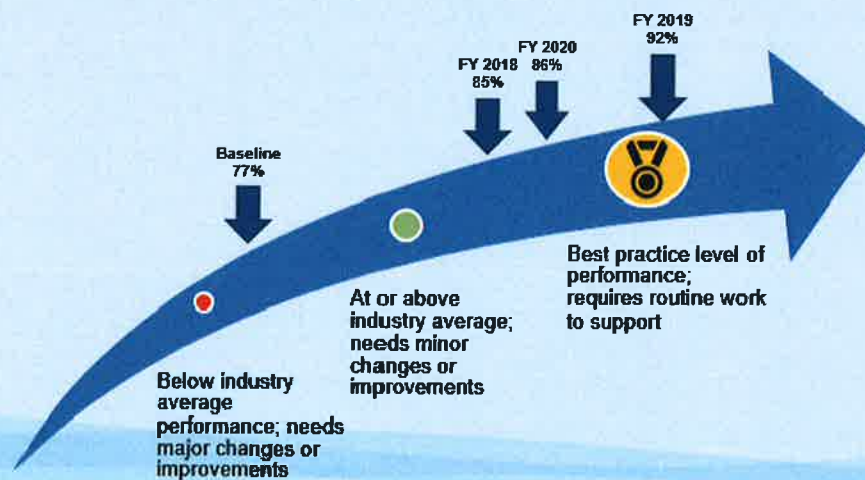 FY 2019
92%
FY 2020
86%
FY 2018
85%
Baseline
77%
Best practice level of
performance;
requires routine work
to support
At or above
industry average;
needs minor
changes or
improvements
Below industry
average
performance; needs
major changes or
improvements